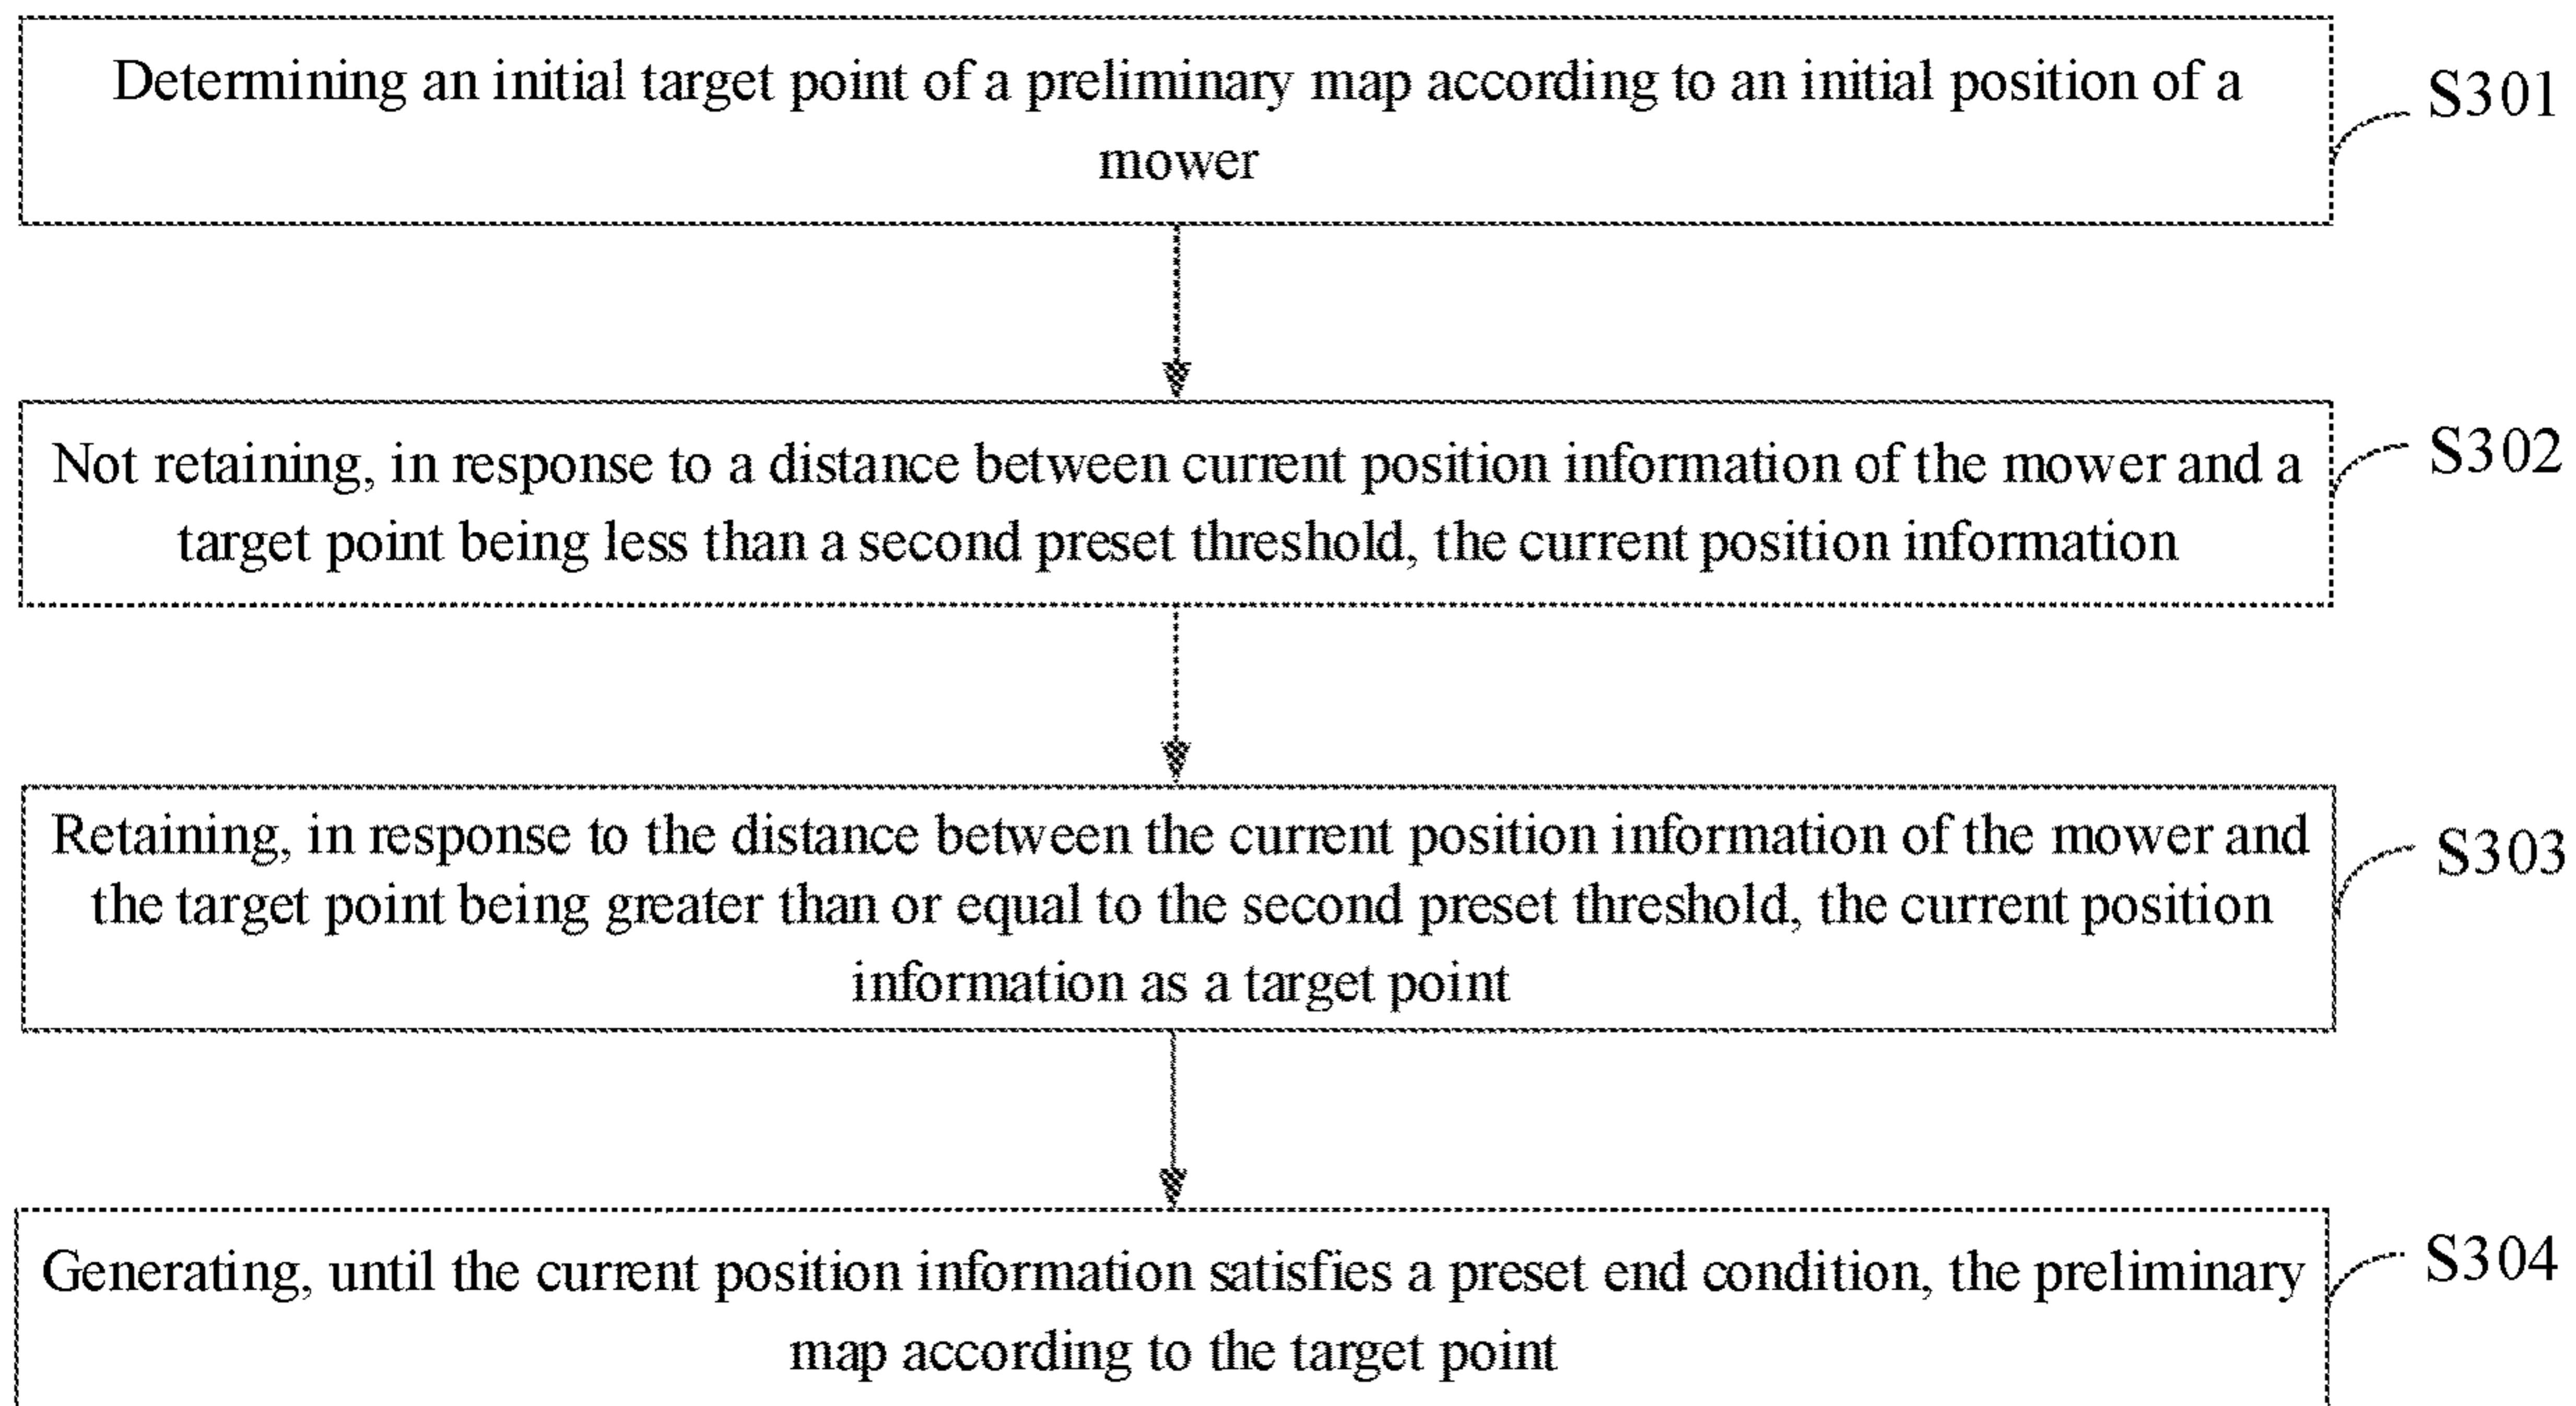 Determining an initial target point of a preliminary map according to an initial position of a
mower
S301
Not retaining, in response to a distance between current position information of the mower and a
target point being less than a second preset threshold, the current position information
S302
Retaining, in response to the distance between the current position information of the mower and
the target point being greater than or equal to the second preset threshold, the current position
information as a target point
S303
Generating, until the current position information satisfies a preset end condition, the preliminary
map according to the target point
S304